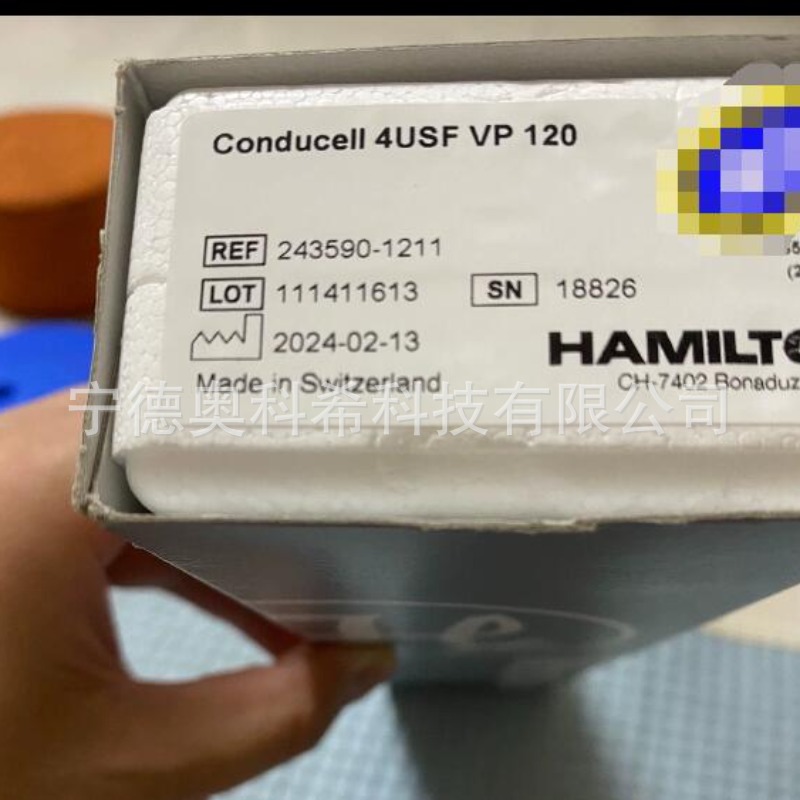 Conducell 4USF VP 120
REF 243590-1211
LOT 111411613 SN 18826
2024-02-13
HAMILTO
Made in Switzerland
CH-7402 Bonaduz
宁德奥科希科技有限公司